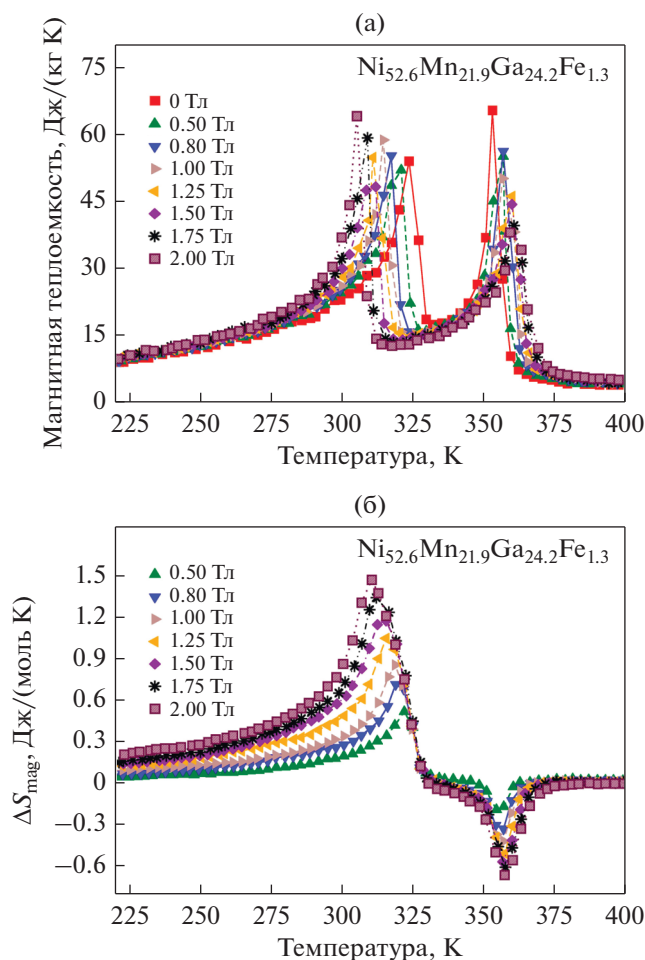 (а)
Магнитная теплоемкость, Дж/(кг К)
Ni52.6Mn21.9Ga24.2Fe1.3
75
60
45
30
15
0
0 Тл
0.50 Тл
0.80 Тл
1.00 Тл
1.25 Тл
1.50 Тл
1.75 Тл
2.00 Тл
225 250 275 300 325 350 375 400
Температура, К
(б)
ΔSmag, Дж/(моль К)
Ni52.6Mn21.9Ga24.2Fe1.3
1.5
1.2
0.9
0.6
0.3
0
–0.3
–0.6
0.50 Тл
0.80 Тл
1.00 Тл
1.25 Тл
1.50 Тл
1.75 Тл
2.00 Тл
225 250 275 300 325 350 375 400
Температура, К